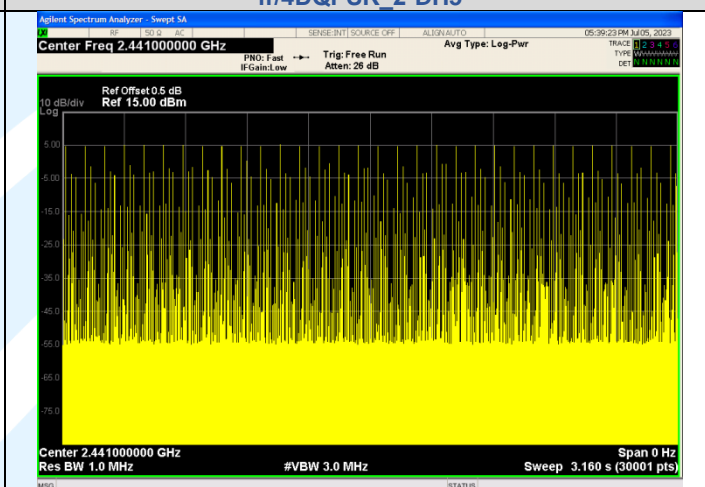 π/4DQPSK_2-DH5
Agilent Spectrum Analyzer - Swept SA
RF 50 Ω AC SENSE:INT SOURCE OFF ALIGN AUTO 05:39:23 PM Jul 05, 2023
Center Freq 2.441000000 GHz Avg Type: Log-Pwr TRACE 1 2 3 4 5 6
PNO: Fast Trig: Free Run TYPE
IFGain:Low Atten: 26 dB DET N N N N N N
Ref Offset 0.5 dB
10 dB/div Ref 15.00 dBm
Log
5.00
-5.00
-15.0
-25.0
-35.0
-45.0
-55.0
-65.0
-75.0
Center 2.441000000 GHz Span 0 Hz
Res BW 1.0 MHz #VBW 3.0 MHz Sweep 3.160 s (30001 pts)
MSG STATUS